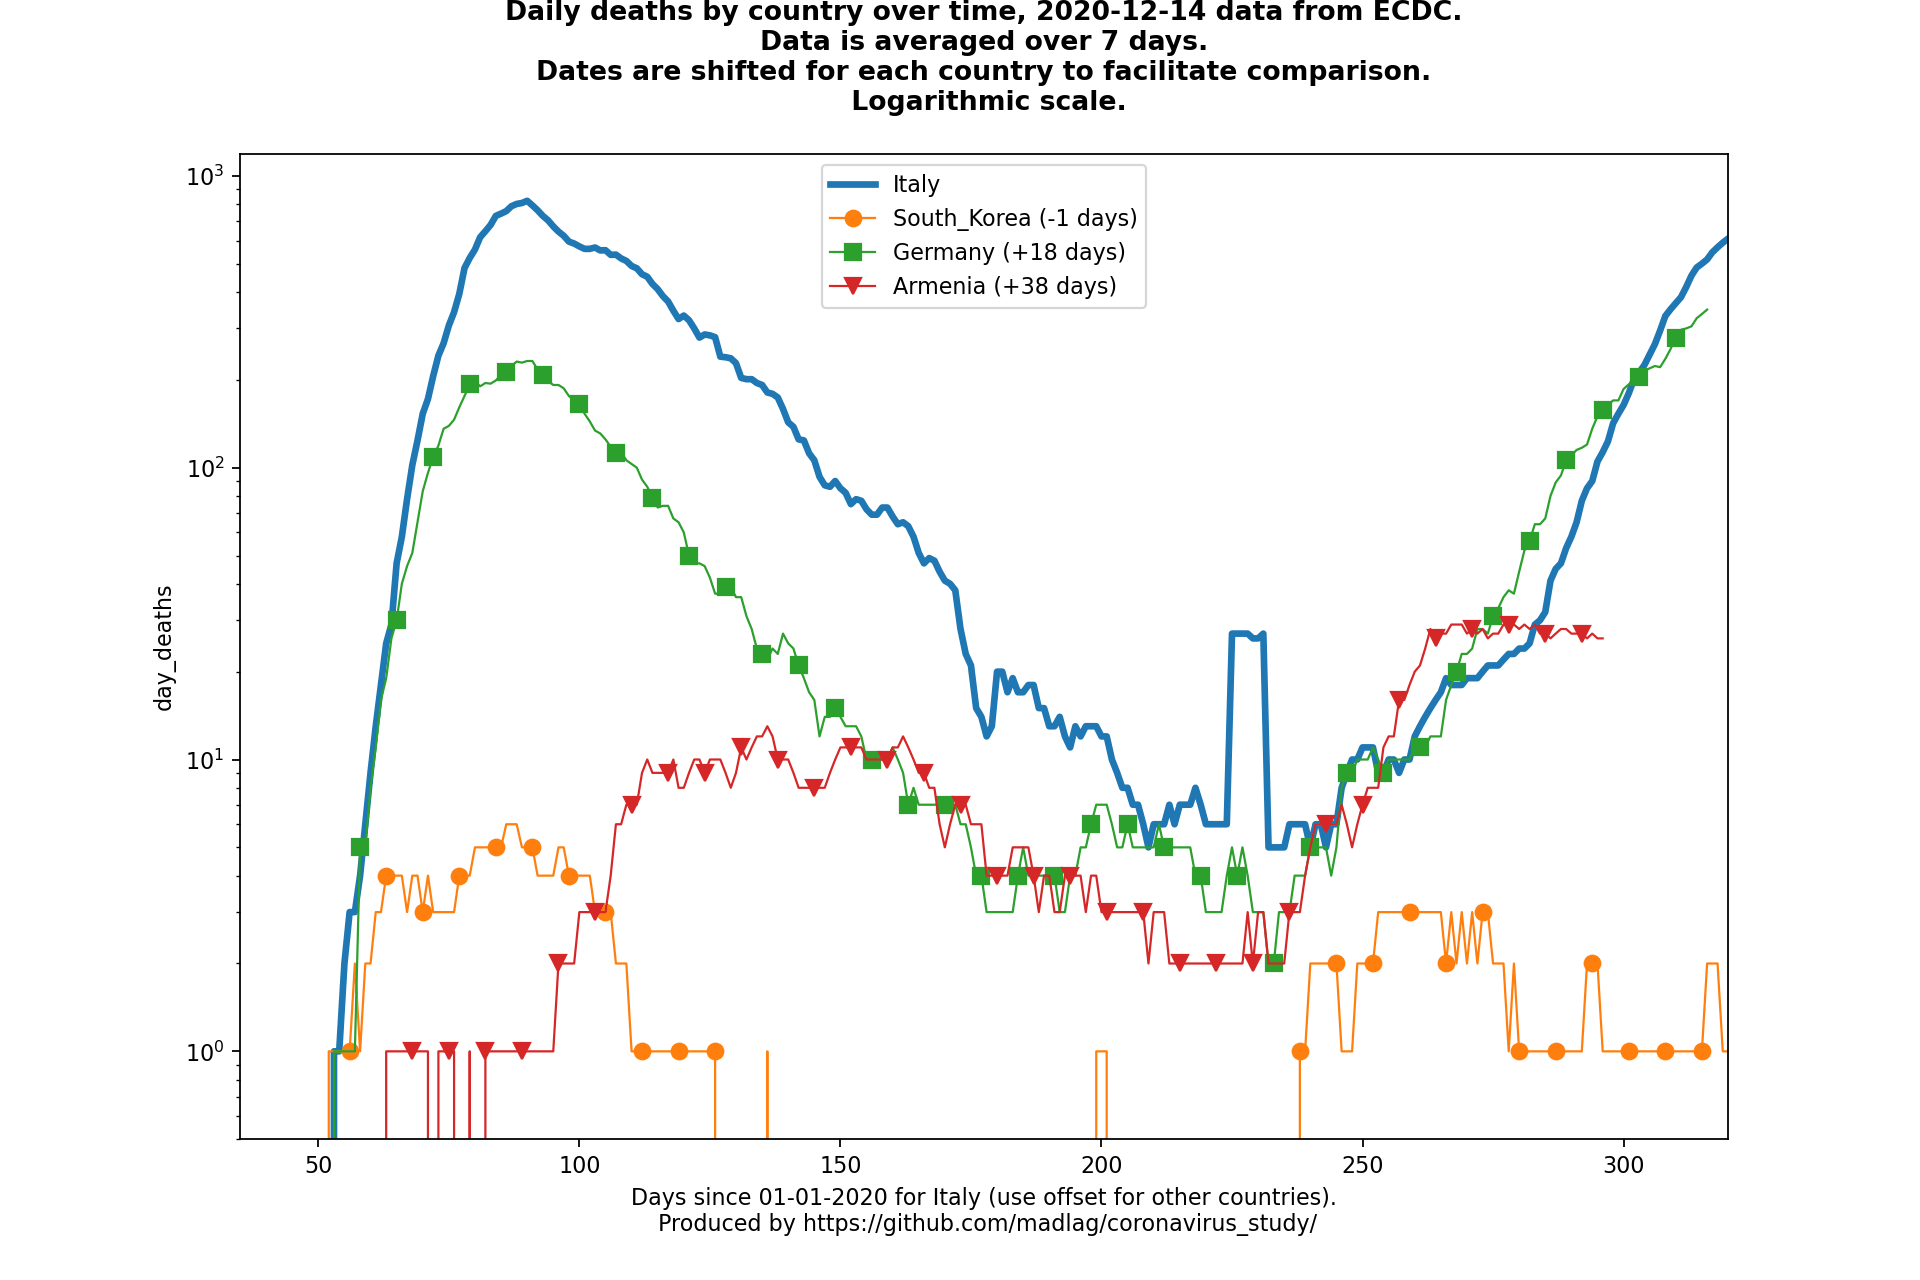 Daily deaths by country over time, 2020-12-14 data from ECDC.
Data is averaged over 7 days.
Dates are shifted for each country to facilitate comparison.
Logarithmic scale.
10³
10²
10¹
10⁰
day_deaths
Italy
South_Korea (-1 days)
Germany (+18 days)
Armenia (+38 days)
50 100 150 200 250 300
Days since 01-01-2020 for Italy (use offset for other countries).
Produced by https://github.com/madlag/coronavirus_study/